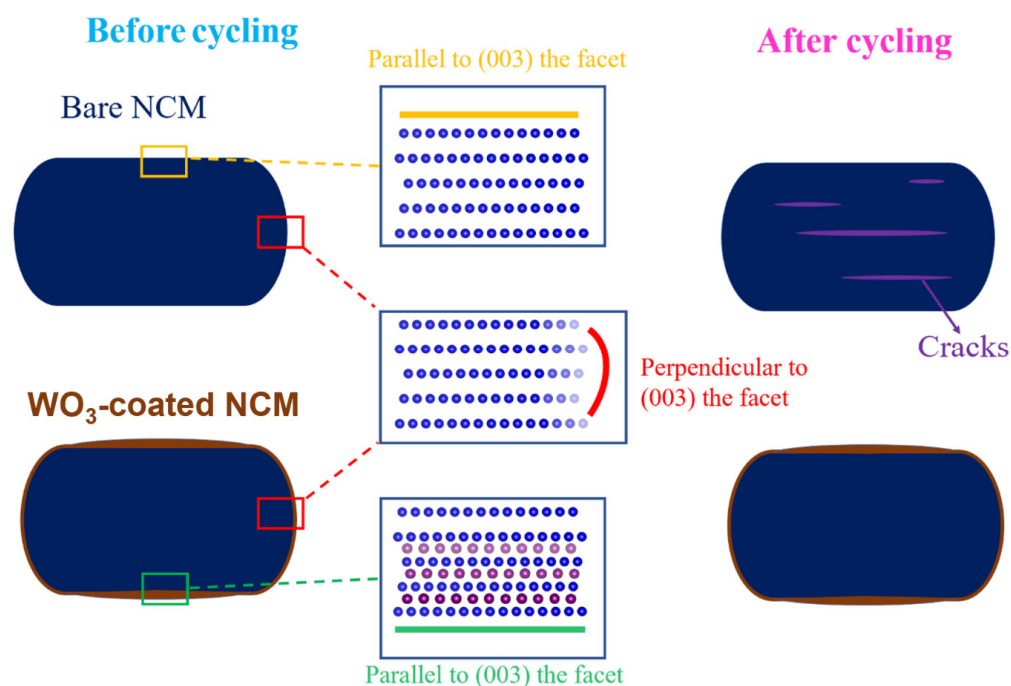 Before cycling
After cycling
Parallel to (003) the facet
Bare NCM
Cracks
Perpendicular to
(003) the facet
WO₃-coated NCM
Parallel to (003) the facet